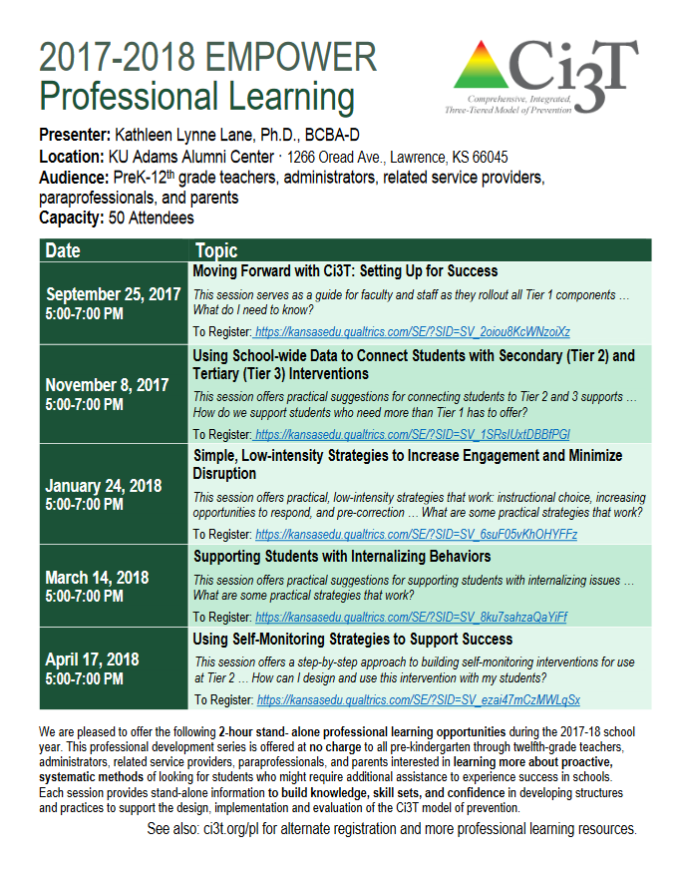 2017-2018 EMPOWER
Professional Learning
Ci3T
Comprehensive, Integrated,
Three-Tiered Model of Prevention
Presenter: Kathleen Lynne Lane, Ph.D., BCBA-D
Location: KU Adams Alumni Center · 1266 Oread Ave., Lawrence, KS 66045
Audience: PreK-12th grade teachers, administrators, related service providers,
paraprofessionals, and parents
Capacity: 50 Attendees
Date Topic
September 25, 2017
5:00-7:00 PM
Moving Forward with Ci3T: Setting Up for Success
This session serves as a guide for faculty and staff as they rollout all Tier 1 components …
What do I need to know?
To Register: https://kansasedu.qualtrics.com/SE/?SID=SV_2oiou8KcWNzoiXz
November 8, 2017
5:00-7:00 PM
Using School-wide Data to Connect Students with Secondary (Tier 2) and
Tertiary (Tier 3) Interventions
This session offers practical suggestions for connecting students to Tier 2 and 3 supports …
How do we support students who need more than Tier 1 has to offer?
To Register: https://kansasedu.qualtrics.com/SE/?SID=SV_1SRsIUxtDBBfPGl
January 24, 2018
5:00-7:00 PM
Simple, Low-intensity Strategies to Increase Engagement and Minimize
Disruption
This session offers practical, low-intensity strategies that work: instructional choice, increasing
opportunities to respond, and pre-correction … What are some practical strategies that work?
To Register: https://kansasedu.qualtrics.com/SE/?SID=SV_6suF05vKhOHYFFz
March 14, 2018
5:00-7:00 PM
Supporting Students with Internalizing Behaviors
This session offers practical suggestions for supporting students with internalizing issues …
What are some practical strategies that work?
To Register: https://kansasedu.qualtrics.com/SE/?SID=SV_8ku7sahzaQaYiFf
April 17, 2018
5:00-7:00 PM
Using Self-Monitoring Strategies to Support Success
This session offers a step-by-step approach to building self-monitoring interventions for use
at Tier 2 … How can I design and use this intervention with my students?
To Register: https://kansasedu.qualtrics.com/SE/?SID=SV_ezai47mCzMWLqSx
We are pleased to offer the following 2-hour stand- alone professional learning opportunities during the 2017-18 school
year. This professional development series is offered at no charge to all pre-kindergarten through twelfth-grade teachers,
administrators, related service providers, paraprofessionals, and parents interested in learning more about proactive,
systematic methods of looking for students who might require additional assistance to experience success in schools.
Each session provides stand-alone information to build knowledge, skill sets, and confidence in developing structures
and practices to support the design, implementation and evaluation of the Ci3T model of prevention.
See also: ci3t.org/pl for alternate registration and more professional learning resources.